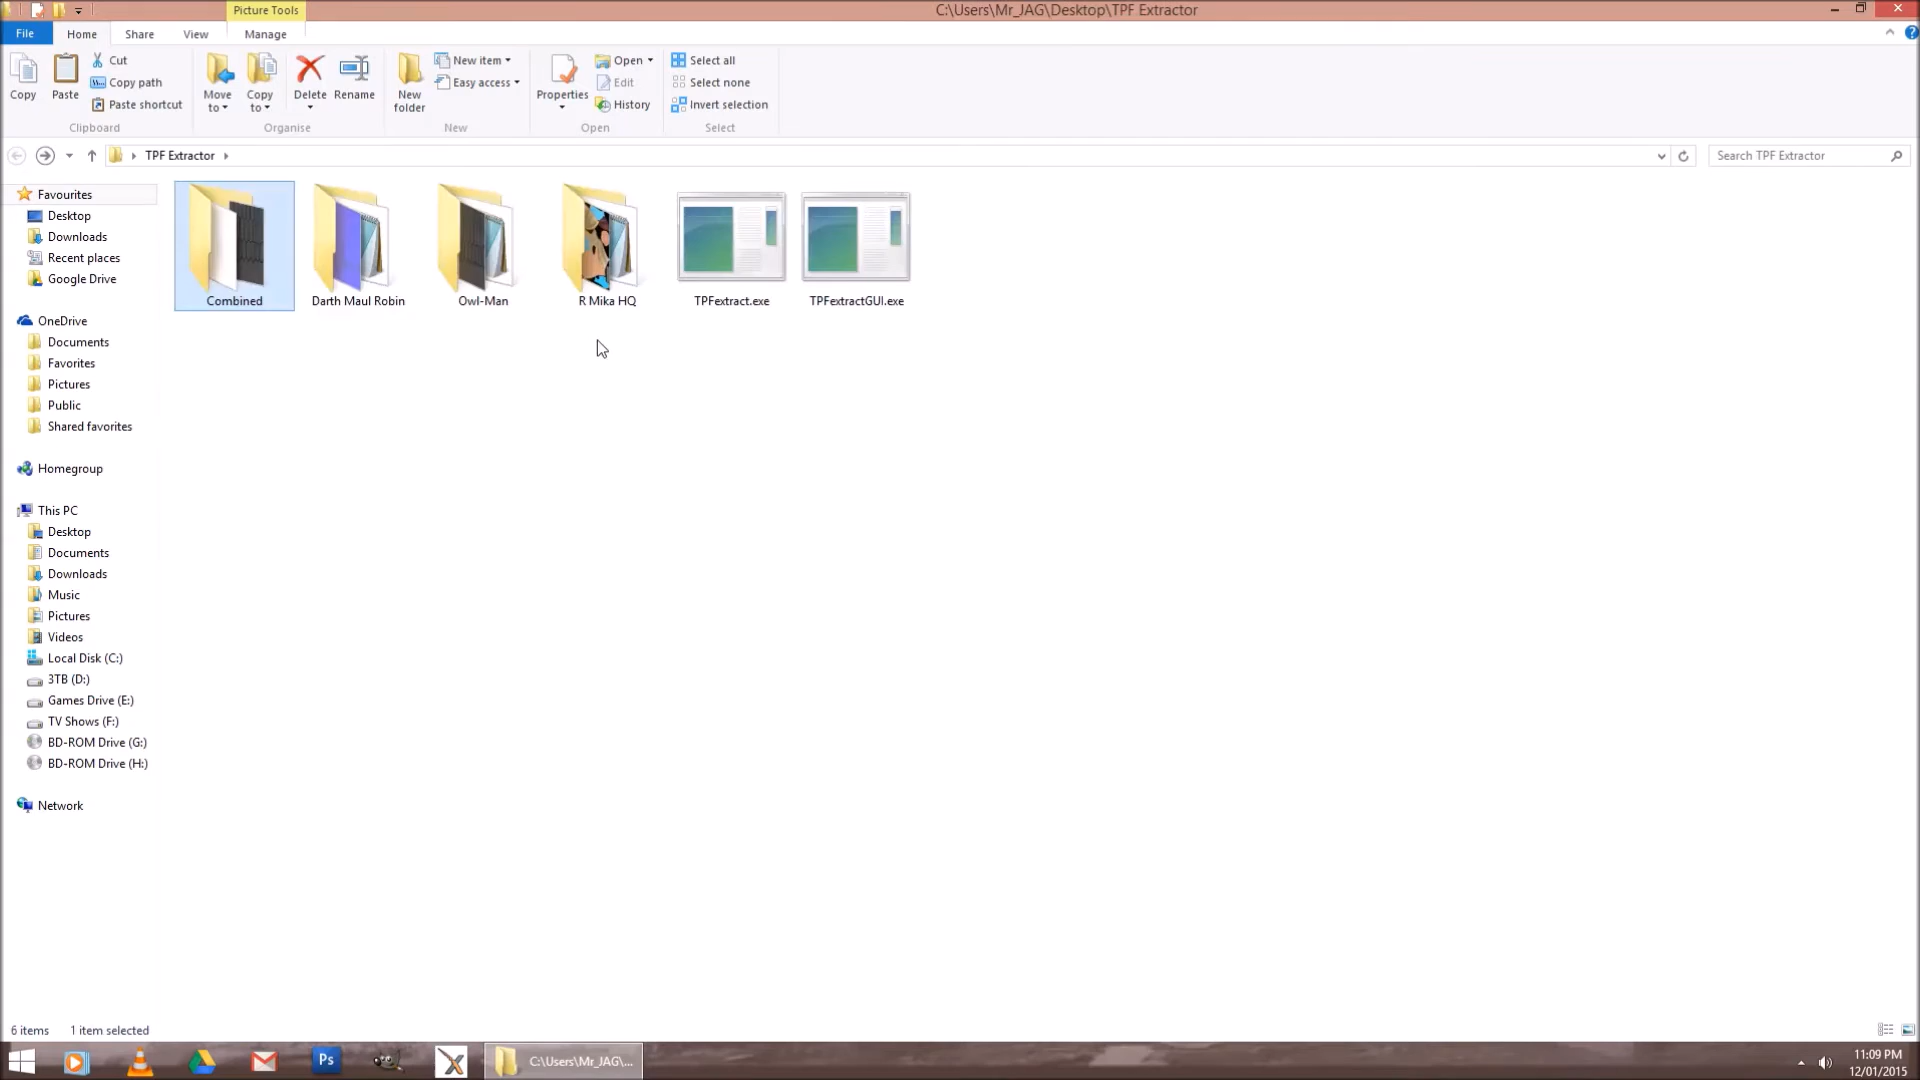 Picture Tools
C:\Users\Mr_JAG\Desktop\TPF Extractor
File Home Share View Manage
Copy
Paste
Cut
Copy path
Paste shortcut
Clipboard
Move to
Copy to
Delete
Rename
Organise
New folder
New item
Easy access
New
Properties
Open
Edit
History
Open
Select all
Select none
Invert selection
Select
TPF Extractor
Search TPF Extractor
Favourites
Desktop
Downloads
Recent places
Google Drive
OneDrive
Documents
Favorites
Pictures
Public
Shared favorites
Homegroup
This PC
Desktop
Documents
Downloads
Music
Pictures
Videos
Local Disk (C:)
3TB (D:)
Games Drive (E:)
TV Shows (F:)
BD-ROM Drive (G:)
BD-ROM Drive (H:)
Network
Combined
Darth Maul Robin
Owl-Man
R Mika HQ
TPFextract.exe
TPFextractGUI.exe
6 items 1 item selected
Ps
C:\Users\Mr_JAG\...
11:09 PM
12/01/2015